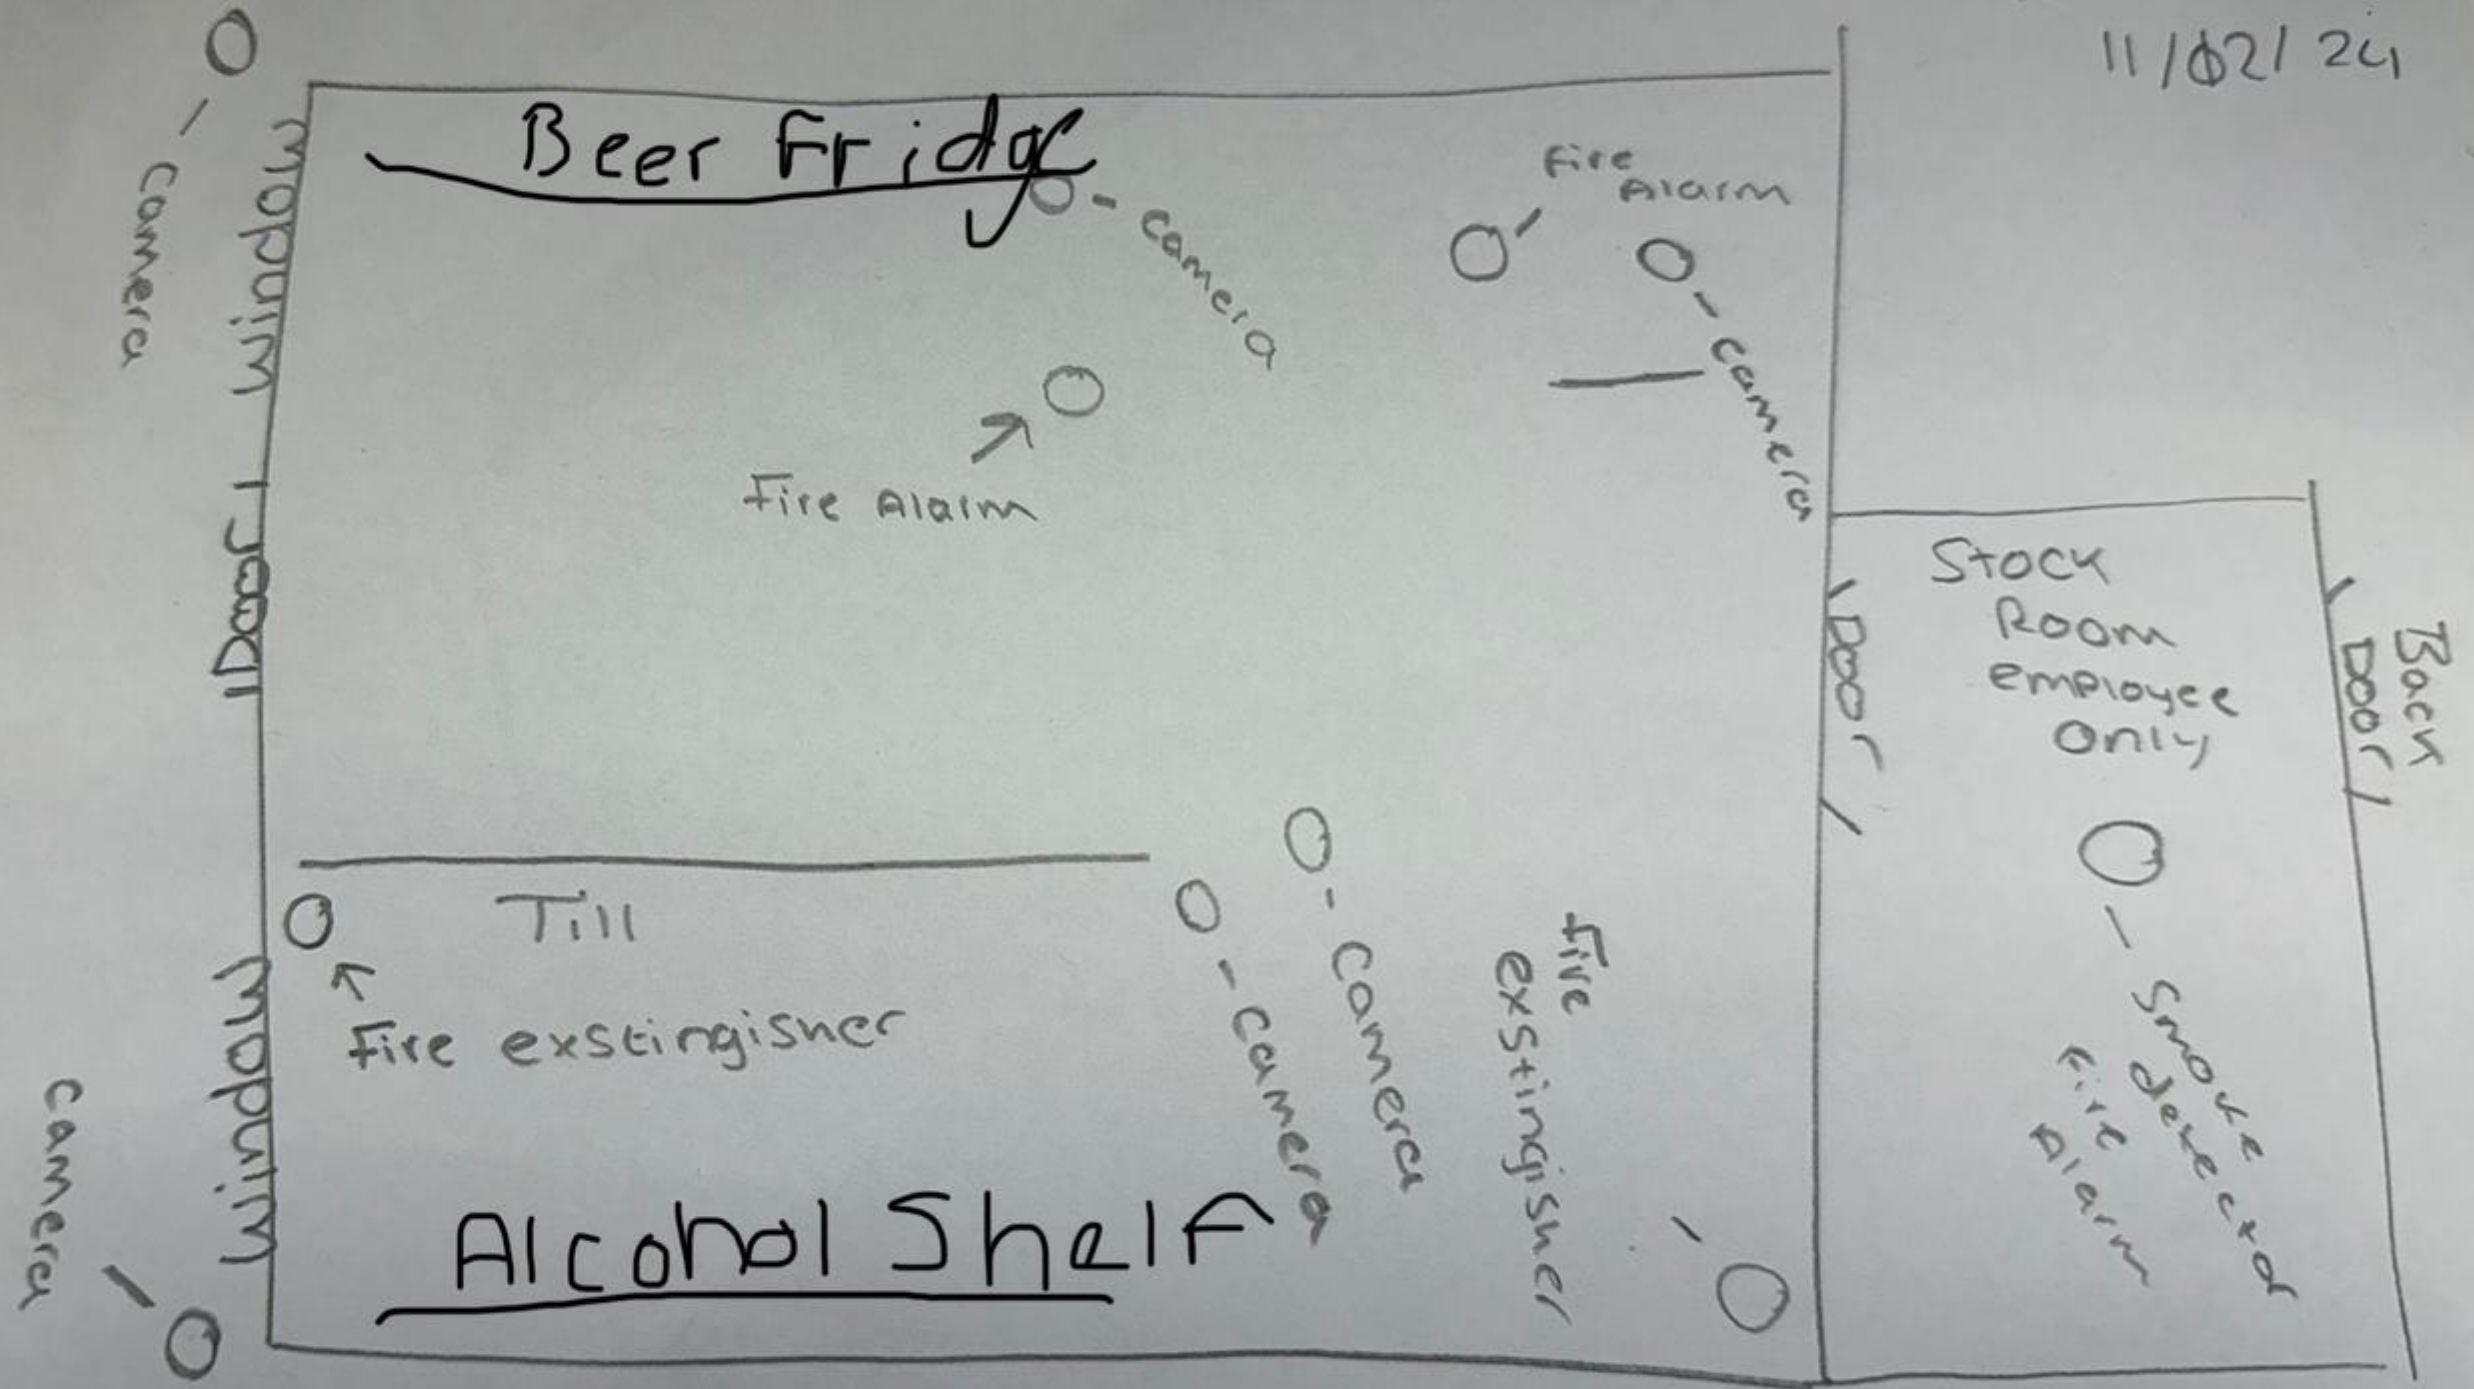 11/02/24
Beer Fridge
camera
Window
camera
Fire
Alarm
camera
Fire Alarm
Door
Stock
Room
employee
only
Door
Back
Door
Till
Fire exstingisher
camera
camera
Fire
exstingisher
Window
camera
Smoke
detector
Fire
Alarm
Alcohol Shelf